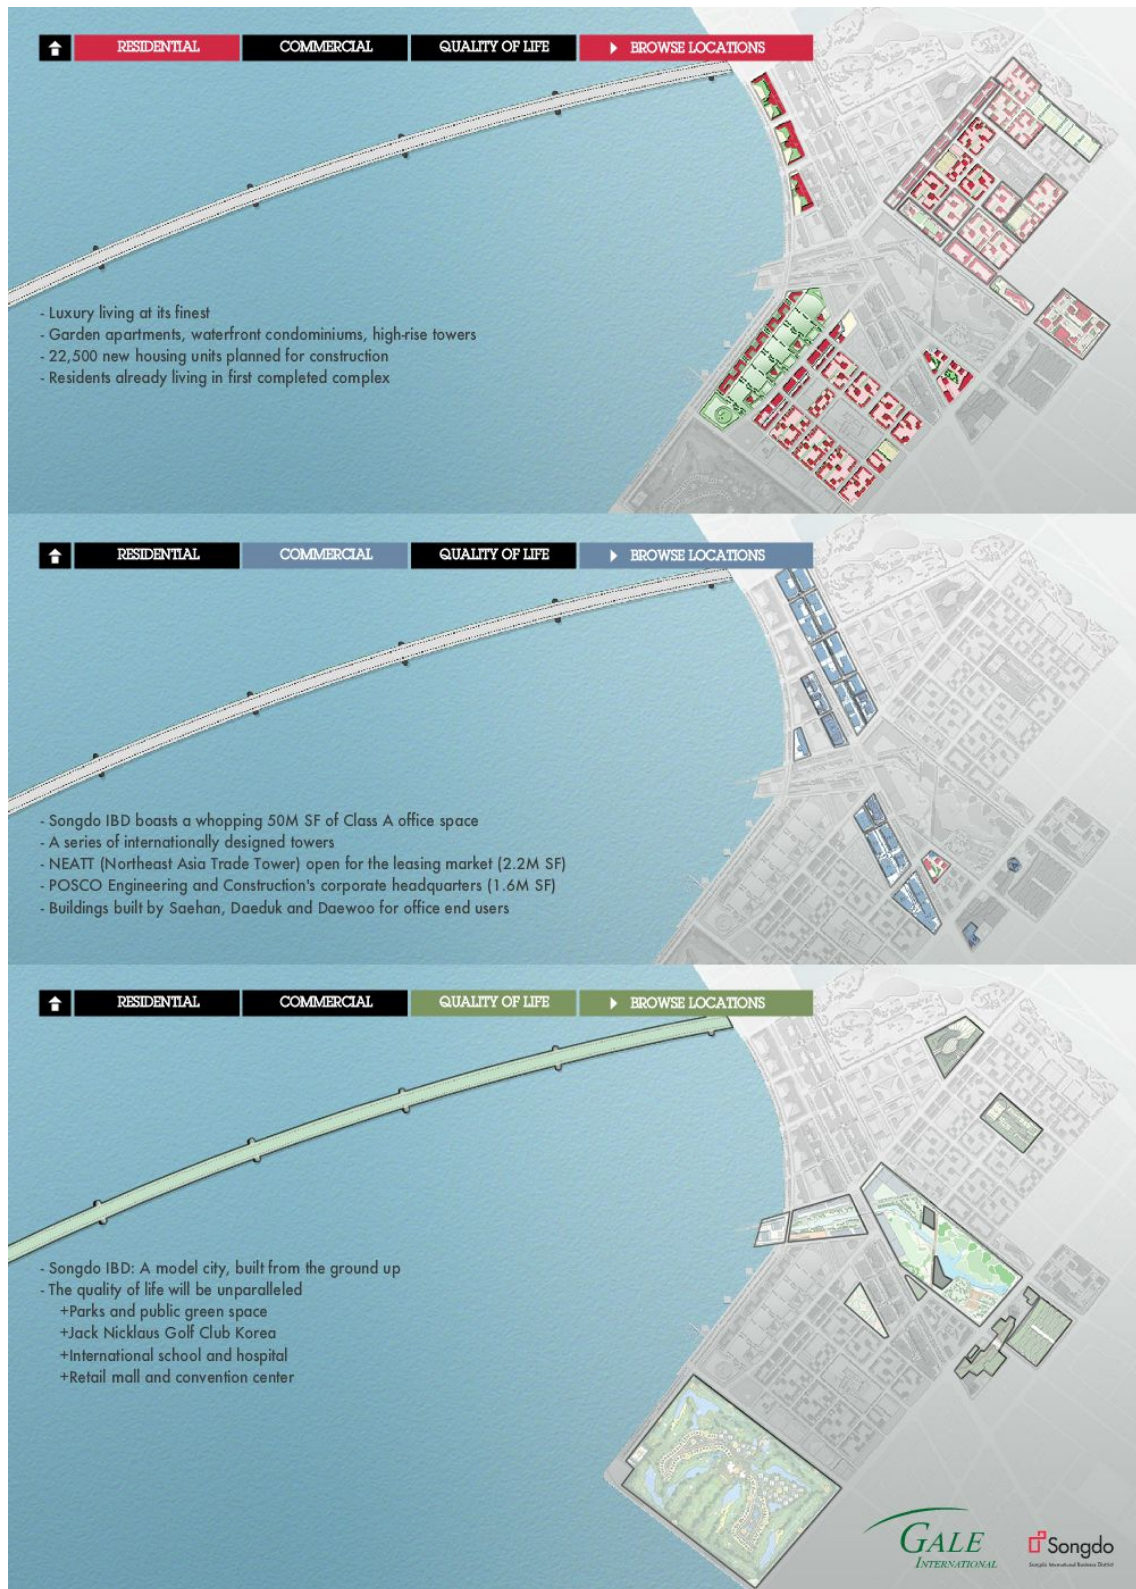 RESIDENTIAL COMMERCIAL QUALITY OF LIFE BROWSE LOCATIONS
- Luxury living at its finest
- Garden apartments, waterfront condominiums, high-rise towers
- 22,500 new housing units planned for construction
- Residents already living in first completed complex
RESIDENTIAL COMMERCIAL QUALITY OF LIFE BROWSE LOCATIONS
- Songdo IBD boasts a whopping 50M SF of Class A office space
- A series of internationally designed towers
- NEATT (Northeast Asia Trade Tower) open for the leasing market (2.2M SF)
- POSCO Engineering and Construction's corporate headquarters (1.6M SF)
- Buildings built by Saehan, Daeduk and Daewoo for office end users
RESIDENTIAL COMMERCIAL QUALITY OF LIFE BROWSE LOCATIONS
- Songdo IBD: A model city, built from the ground up
- The quality of life will be unparalleled
+Parks and public green space
+Jack Nicklaus Golf Club Korea
+International school and hospital
+Retail mall and convention center
GALE
INTERNATIONAL
Songdo
Songdo International Business District